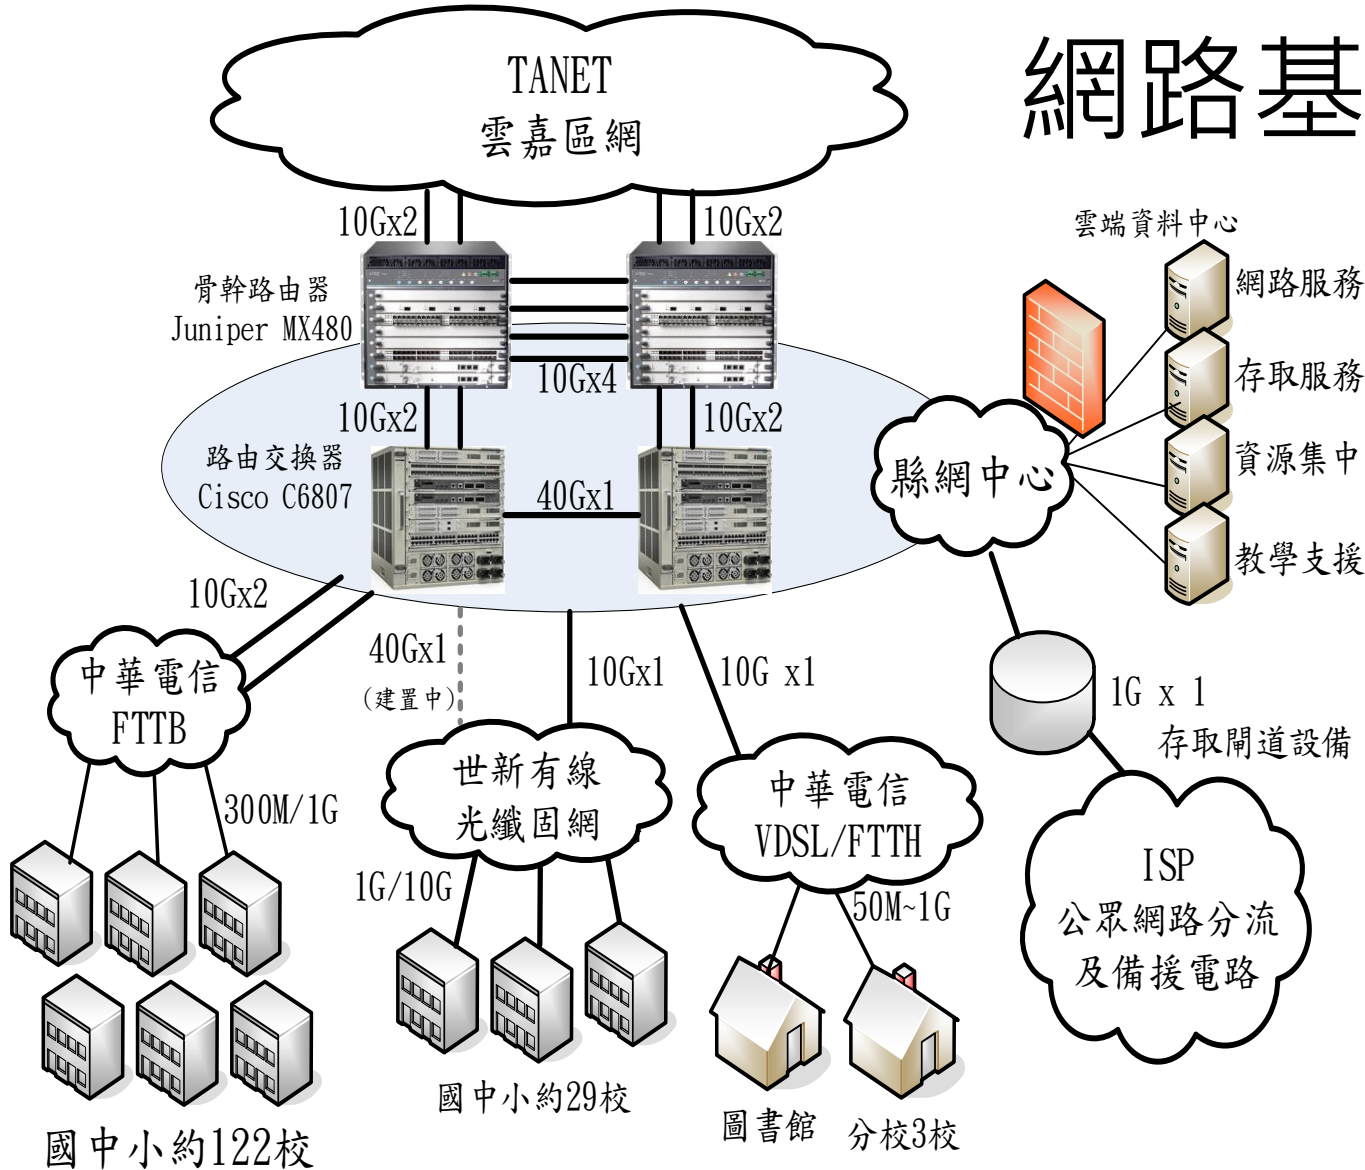 網路基
TANET
雲嘉區網
10Gx2
10Gx2
雲端資料中心
骨幹路由器
Juniper MX480
10Gx4
網路服務
存取服務
資源集中
教學支援
10Gx2
10Gx2
路由交換器
Cisco C6807
40Gx1
縣網中心
10Gx2
40Gx1
(建置中)
10Gx1
10G x1
1G x 1
存取閘道設備
中華電信
FTTB
世新有線
光纖固網
中華電信
VDSL/FTTH
300M/1G
1G/10G
50M~1G
ISP
公眾網路分流
及備援電路
國中小約122校
國中小約29校
圖書館
分校3校